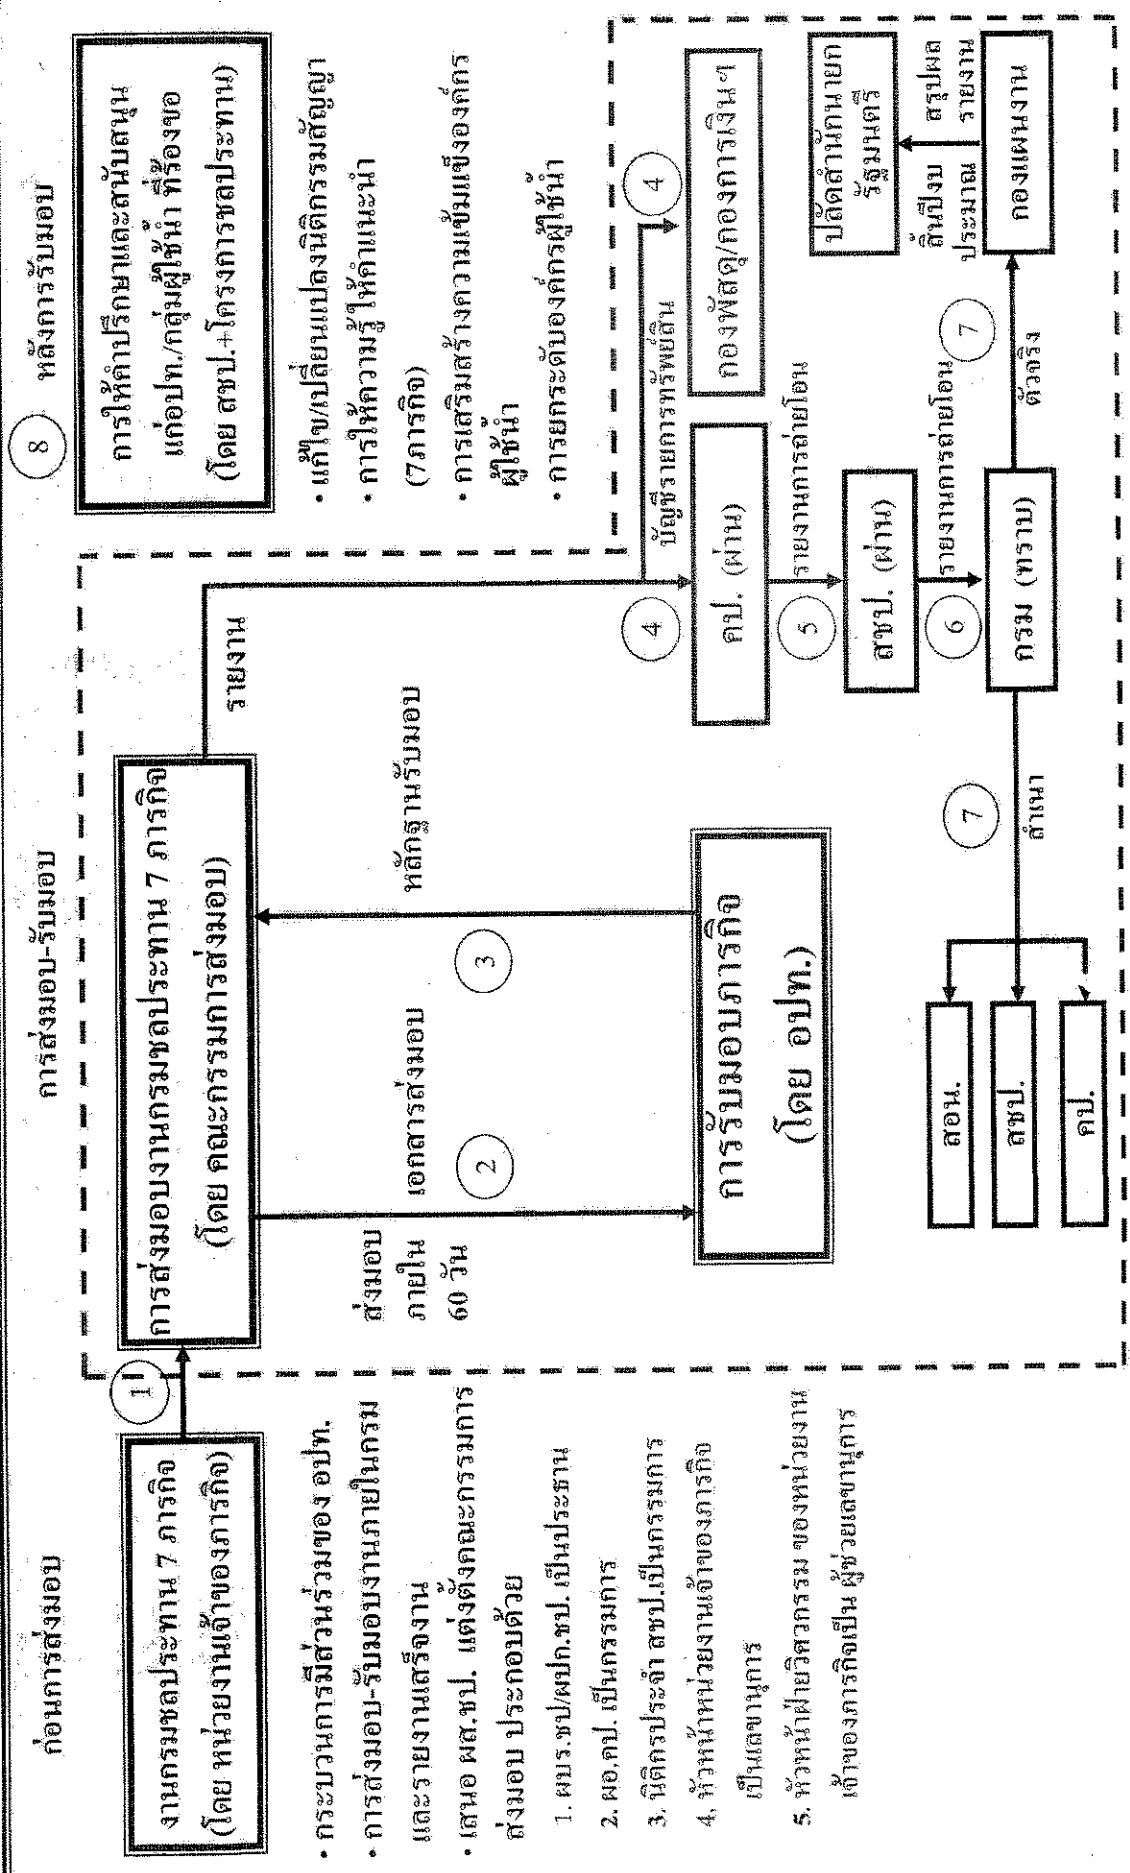 ก่อนการส่งมอบ
งานกรมชลประทาน 7 ภารกิจ
(โดย หน่วยงานเจ้าของภารกิจ)
• กระบวนการมีส่วนร่วมของ อปท.
• การส่งมอบ-รับมอบงานภายในกรม
และรายงานเสร็จงาน
• เสนอ ผส.ชป. แต่งตั้งคณะกรรมการ
ส่งมอบ ประกอบด้วย
1. ผบร.ชป/ผปก.ชป. เป็นประธาน
2. ผอ.คป. เป็นกรรมการ
3. นิติกรประจำ สชป.เป็นกรรมการ
4. หัวหน้าหน่วยงานเจ้าของภารกิจ
เป็นเลขานุการ
5. หัวหน้าฝ่ายวิศวกรรม ของหน่วยงาน
เจ้าของภารกิจเป็น ผู้ช่วยเลขานุการ
1
การส่งมอบ-รับมอบ
การส่งมอบงานกรมชลประทาน 7 ภารกิจ
(โดย คณะกรรมการส่งมอบ)
ส่งมอบ
ภายใน
60 วัน
เอกสารส่งมอบ
2
หลักฐานรับมอบ
3
การรับมอบภารกิจ
(โดย อปท.)
รายงาน
4
บัญชีรายการทรัพย์สิน
4
กองพัสดุ/กองการเงินฯ
คป. (ผ่าน)
5
รายงานการถ่ายโอน
สชป. (ผ่าน)
6
รายงานการถ่ายโอน
กรม (ทราบ)
7
สำเนา
สอน.
สชป.
คป.
7
ตัวจริง
กองแผนงาน
สิ้นปีงบ
ประมาณ
สรุปผล
รายงาน
ปลัดสำนักนายก
รัฐมนตรี
8
หลังการรับมอบ
การให้คำปรึกษาและสนับสนุน
แก่อปท./กลุ่มผู้ใช้น้ำ ที่ร้องขอ
(โดย สชป.+โครงการชลประทาน)
• แก้ไข/เปลี่ยนแปลงนิติกรรมสัญญา
• การให้ความรู้ ให้คำแนะนำ
(7ภารกิจ)
• การเสริมสร้างความเข้มแข็งองค์กร
ผู้ใช้น้ำ
• การยกระดับองค์กรผู้ใช้น้ำ